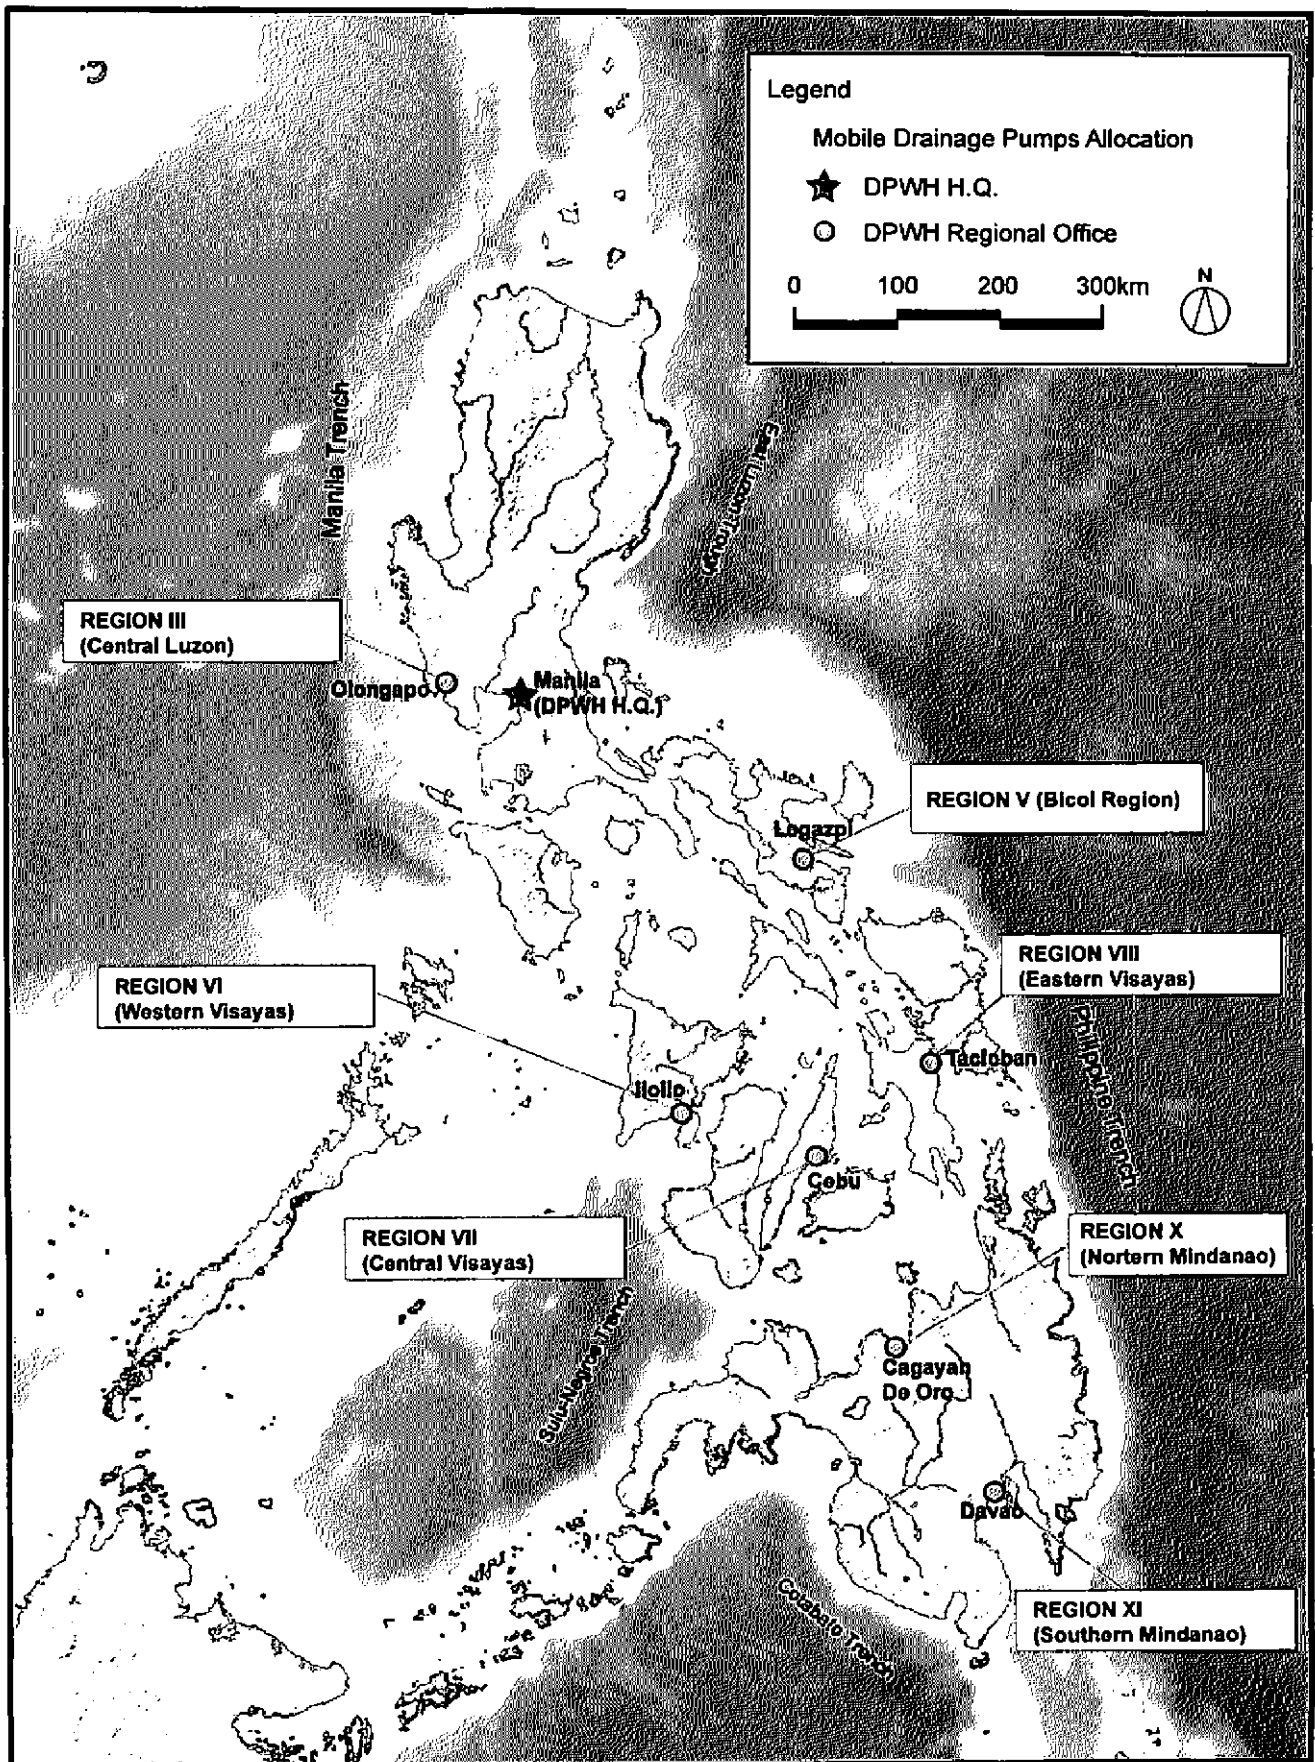 Legend
Mobile Drainage Pumps Allocation
DPWH H.Q.
DPWH Regional Office
0 100 200 300km
N
Manila Trench
East Luzon Trough
REGION III
(Central Luzon)
Olongapo
Manila
(DPWH H.Q.)
REGION V (Bicol Region)
Legazpi
REGION VIII
(Eastern Visayas)
REGION VI
(Western Visayas)
Tacloban
Philippine Trench
Iloilo
Cebu
REGION VII
(Central Visayas)
REGION X
(Nortern Mindanao)
Sulu-Negros Trench
Cagayan
De Oro
Davao
Cotabato Trench
REGION XI
(Southern Mindanao)